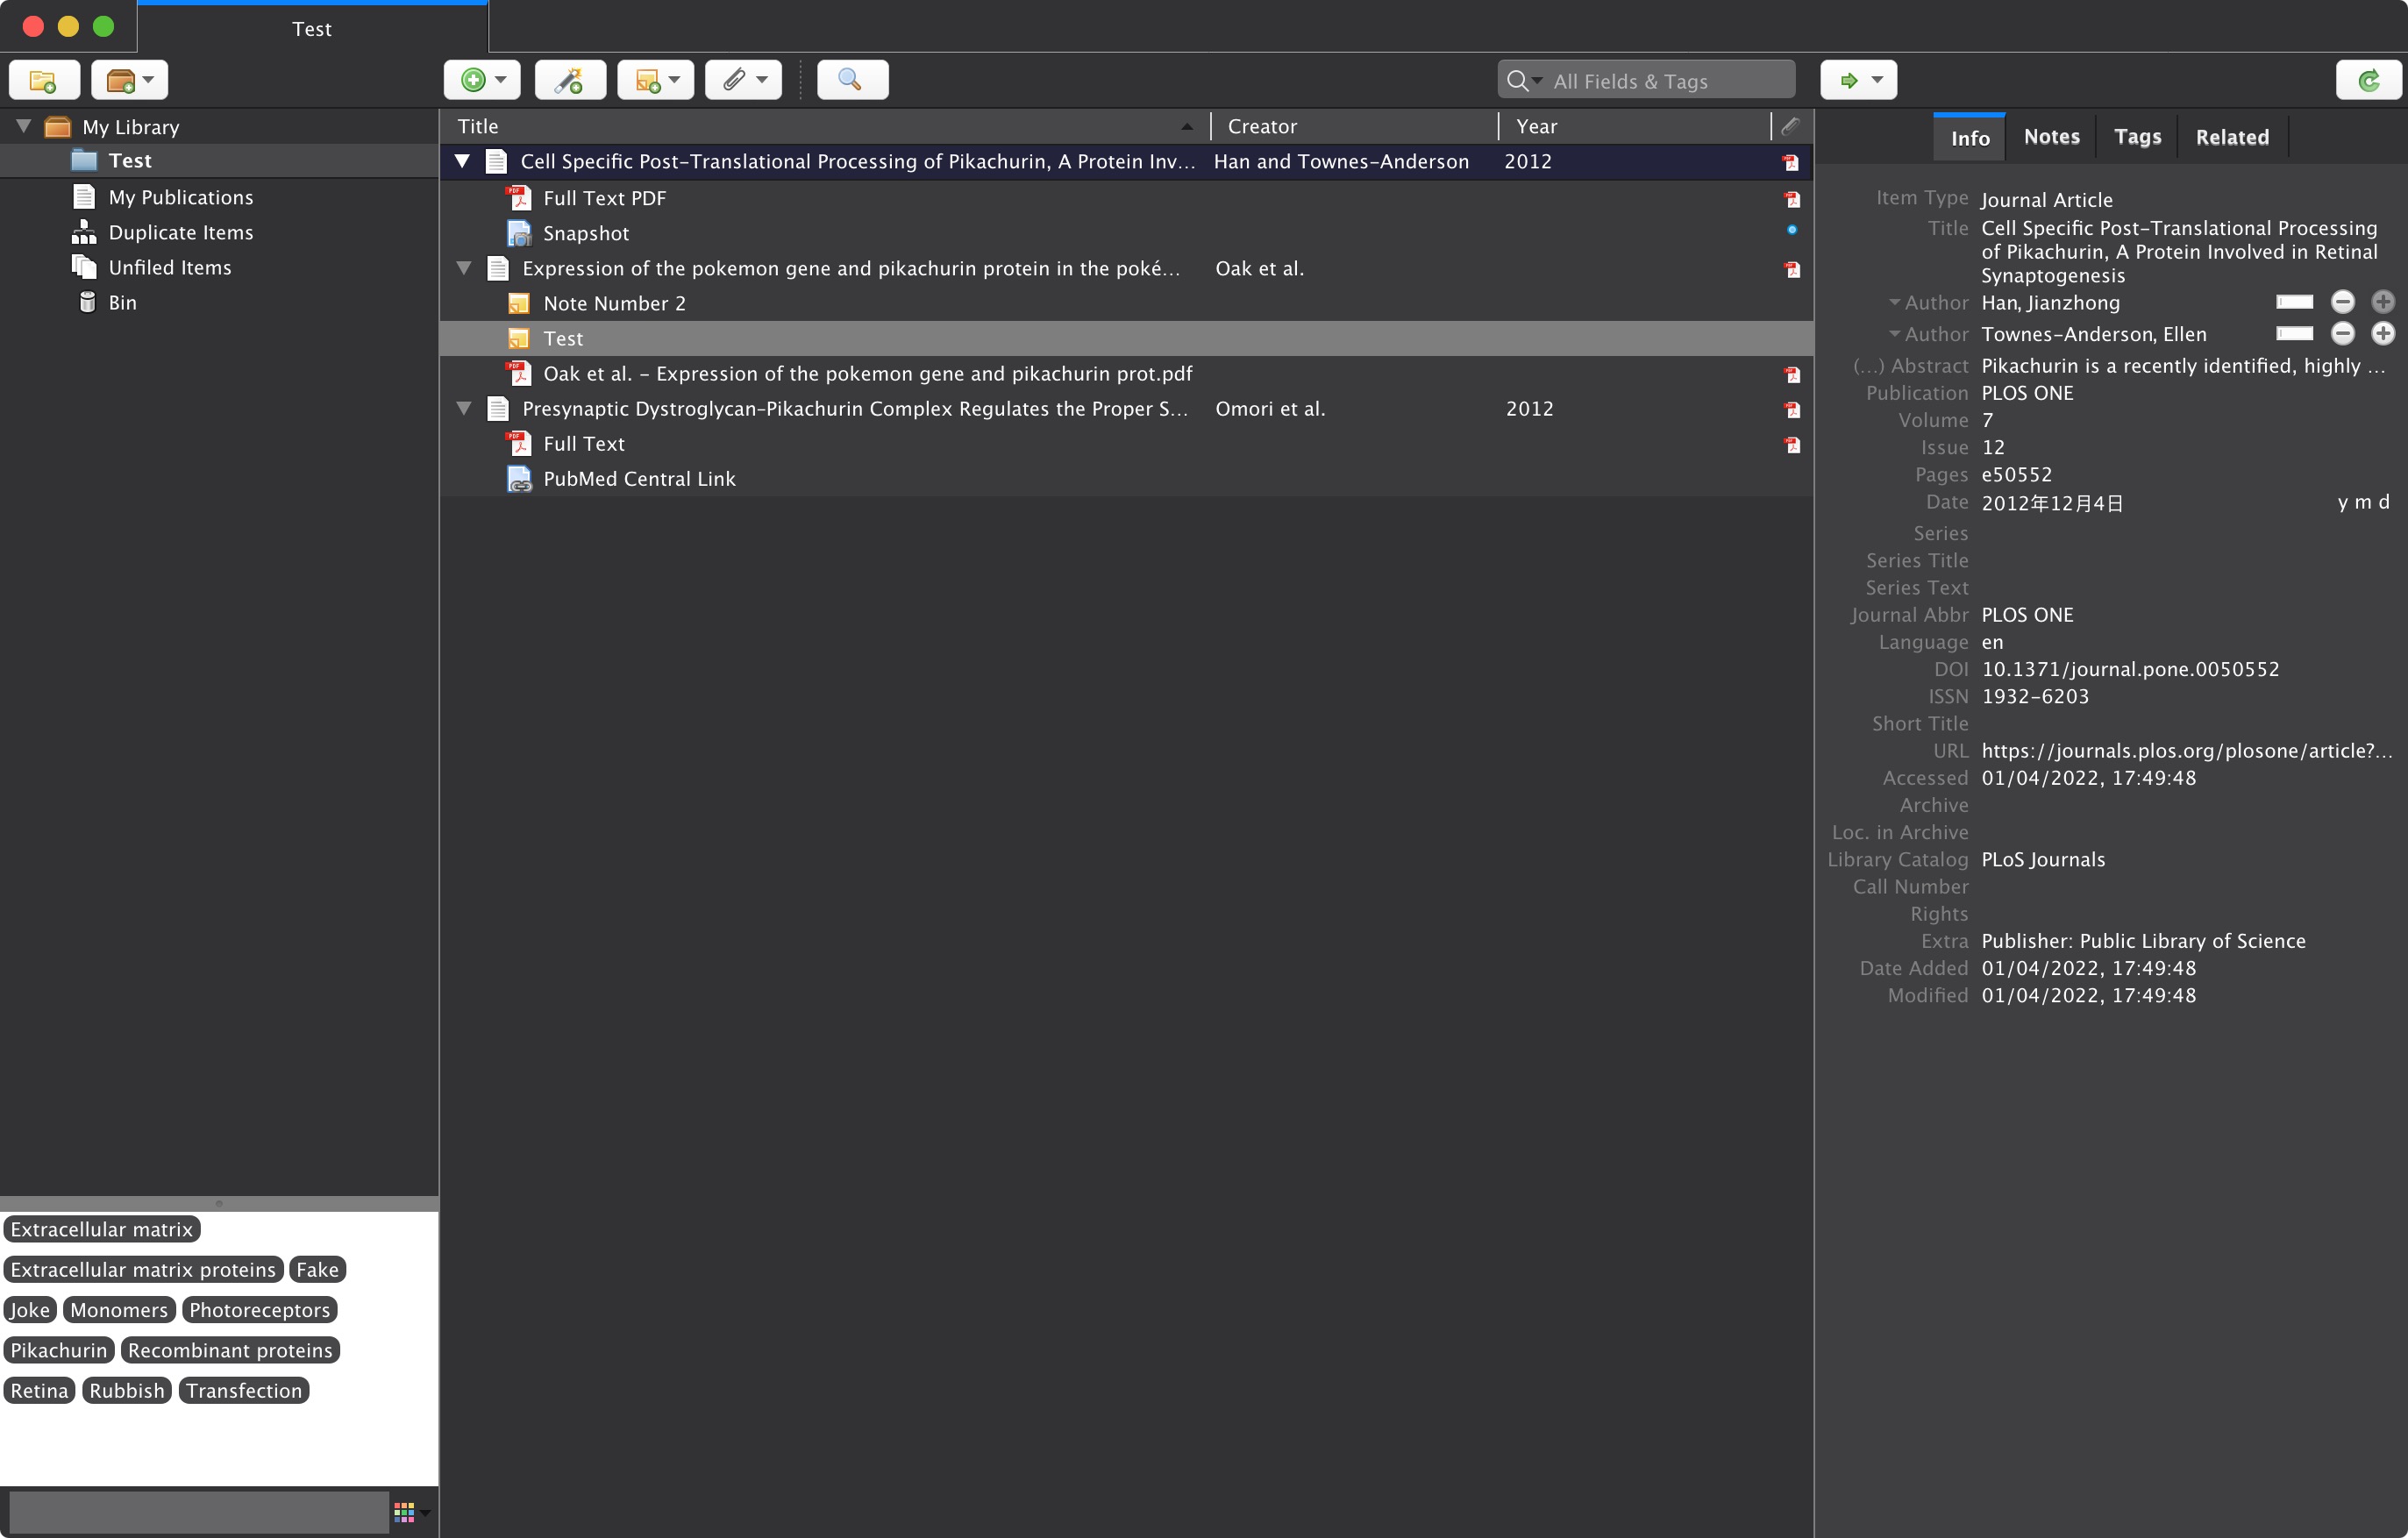 Test
All Fields & Tags
My Library
Test
My Publications
Duplicate Items
Unfiled Items
Bin
Title Creator Year
Cell Specific Post-Translational Processing of Pikachurin, A Protein Inv... Han and Townes-Anderson 2012
Full Text PDF
Snapshot
Expression of the pokemon gene and pikachurin protein in the poké... Oak et al.
Note Number 2
Test
Oak et al. - Expression of the pokemon gene and pikachurin prot.pdf
Presynaptic Dystroglycan-Pikachurin Complex Regulates the Proper S... Omori et al. 2012
Full Text
PubMed Central Link
Info Notes Tags Related
Item Type Journal Article
Title Cell Specific Post-Translational Processing
of Pikachurin, A Protein Involved in Retinal
Synaptogenesis
Author Han, Jianzhong
Author Townes-Anderson, Ellen
(...) Abstract Pikachurin is a recently identified, highly ...
Publication PLOS ONE
Volume 7
Issue 12
Pages e50552
Date 2012年12月4日 y m d
Series
Series Title
Series Text
Journal Abbr PLOS ONE
Language en
DOI 10.1371/journal.pone.0050552
ISSN 1932-6203
Short Title
URL https://journals.plos.org/plosone/article?...
Accessed 01/04/2022, 17:49:48
Archive
Loc. in Archive
Library Catalog PLoS Journals
Call Number
Rights
Extra Publisher: Public Library of Science
Date Added 01/04/2022, 17:49:48
Modified 01/04/2022, 17:49:48
Extracellular matrix
Extracellular matrix proteins Fake
Joke Monomers Photoreceptors
Pikachurin Recombinant proteins
Retina Rubbish Transfection